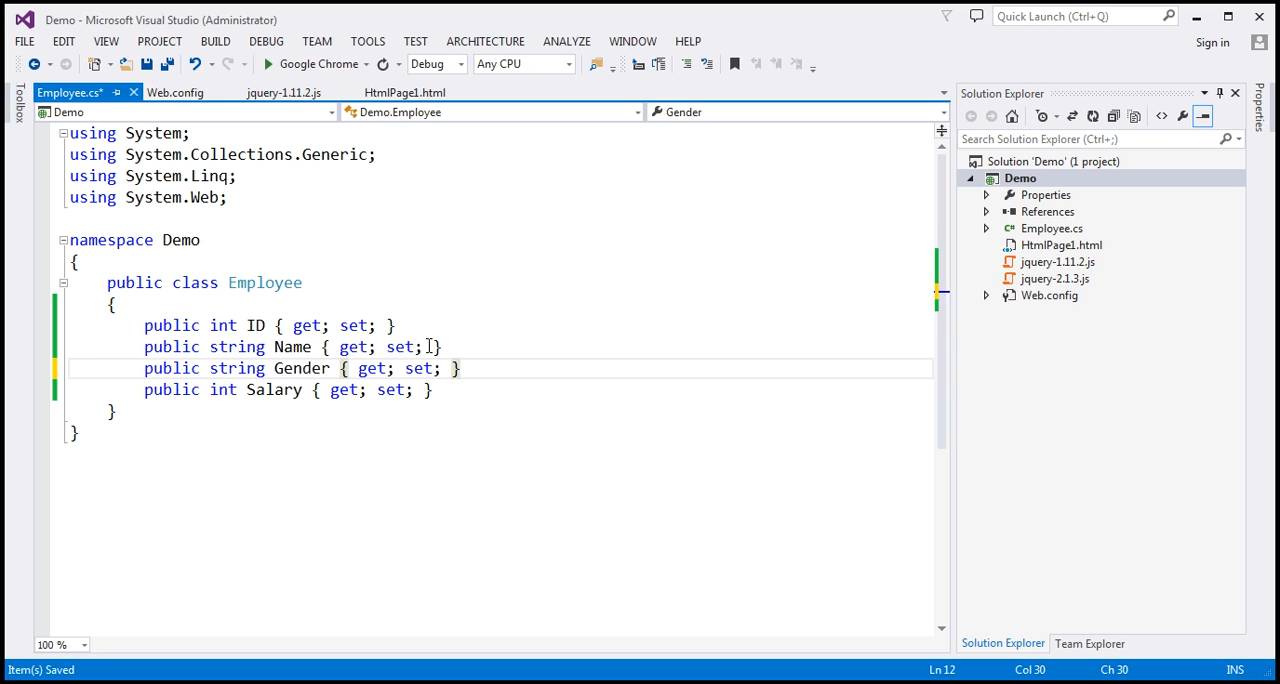 Demo - Microsoft Visual Studio (Administrator)
Quick Launch (Ctrl+Q)
FILE EDIT VIEW PROJECT BUILD DEBUG TEAM TOOLS TEST ARCHITECTURE ANALYZE WINDOW HELP
Sign in
Google Chrome Debug Any CPU
Toolbox
Employee.cs* Web.config jquery-1.11.2.js HtmlPage1.html
Demo Demo.Employee Gender
using System;
using System.Collections.Generic;
using System.Linq;
using System.Web;
namespace Demo
{
public class Employee
{
public int ID { get; set; }
public string Name { get; set; }
public string Gender { get; set; }
public int Salary { get; set; }
}
}
100 %
Solution Explorer
Search Solution Explorer (Ctrl+;)
Solution 'Demo' (1 project)
Demo
Properties
References
Employee.cs
HtmlPage1.html
jquery-1.11.2.js
jquery-2.1.3.js
Web.config
Solution Explorer Team Explorer
Properties
Item(s) Saved Ln 12 Col 30 Ch 30 INS